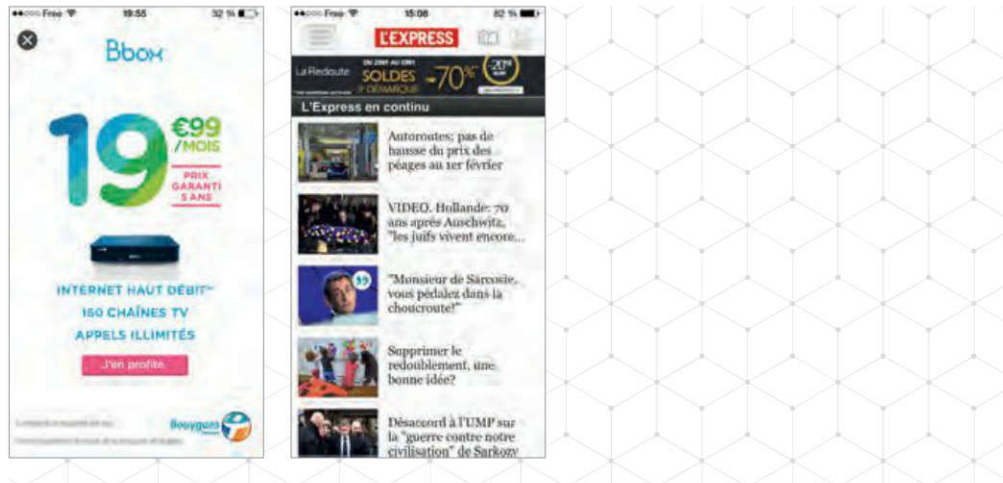 Free 19:55 32 %
Bbox
19 €99
/MOIS
PRIX
GARANTI
5 ANS
INTERNET HAUT DÉBIT
160 CHAÎNES TV
APPELS ILLIMITÉS
J'en profite
Bouygues
Free 15:08 82 %
L'EXPRESS
La Redoute
SOLDES
-70%
-20%
L'Express en continu
Autoroutes: pas de
hausse du prix des
péages au 1er février
VIDEO. Hollande: 70
ans après Auschwitz,
"les juifs vivent encore...
"Monsieur de Sarcosie,
vous pédalez dans la
choucroute!"
Supprimer le
redoublement, une
bonne idée?
Désaccord à l'UMP sur
la "guerre contre notre
civilisation" de Sarkozy